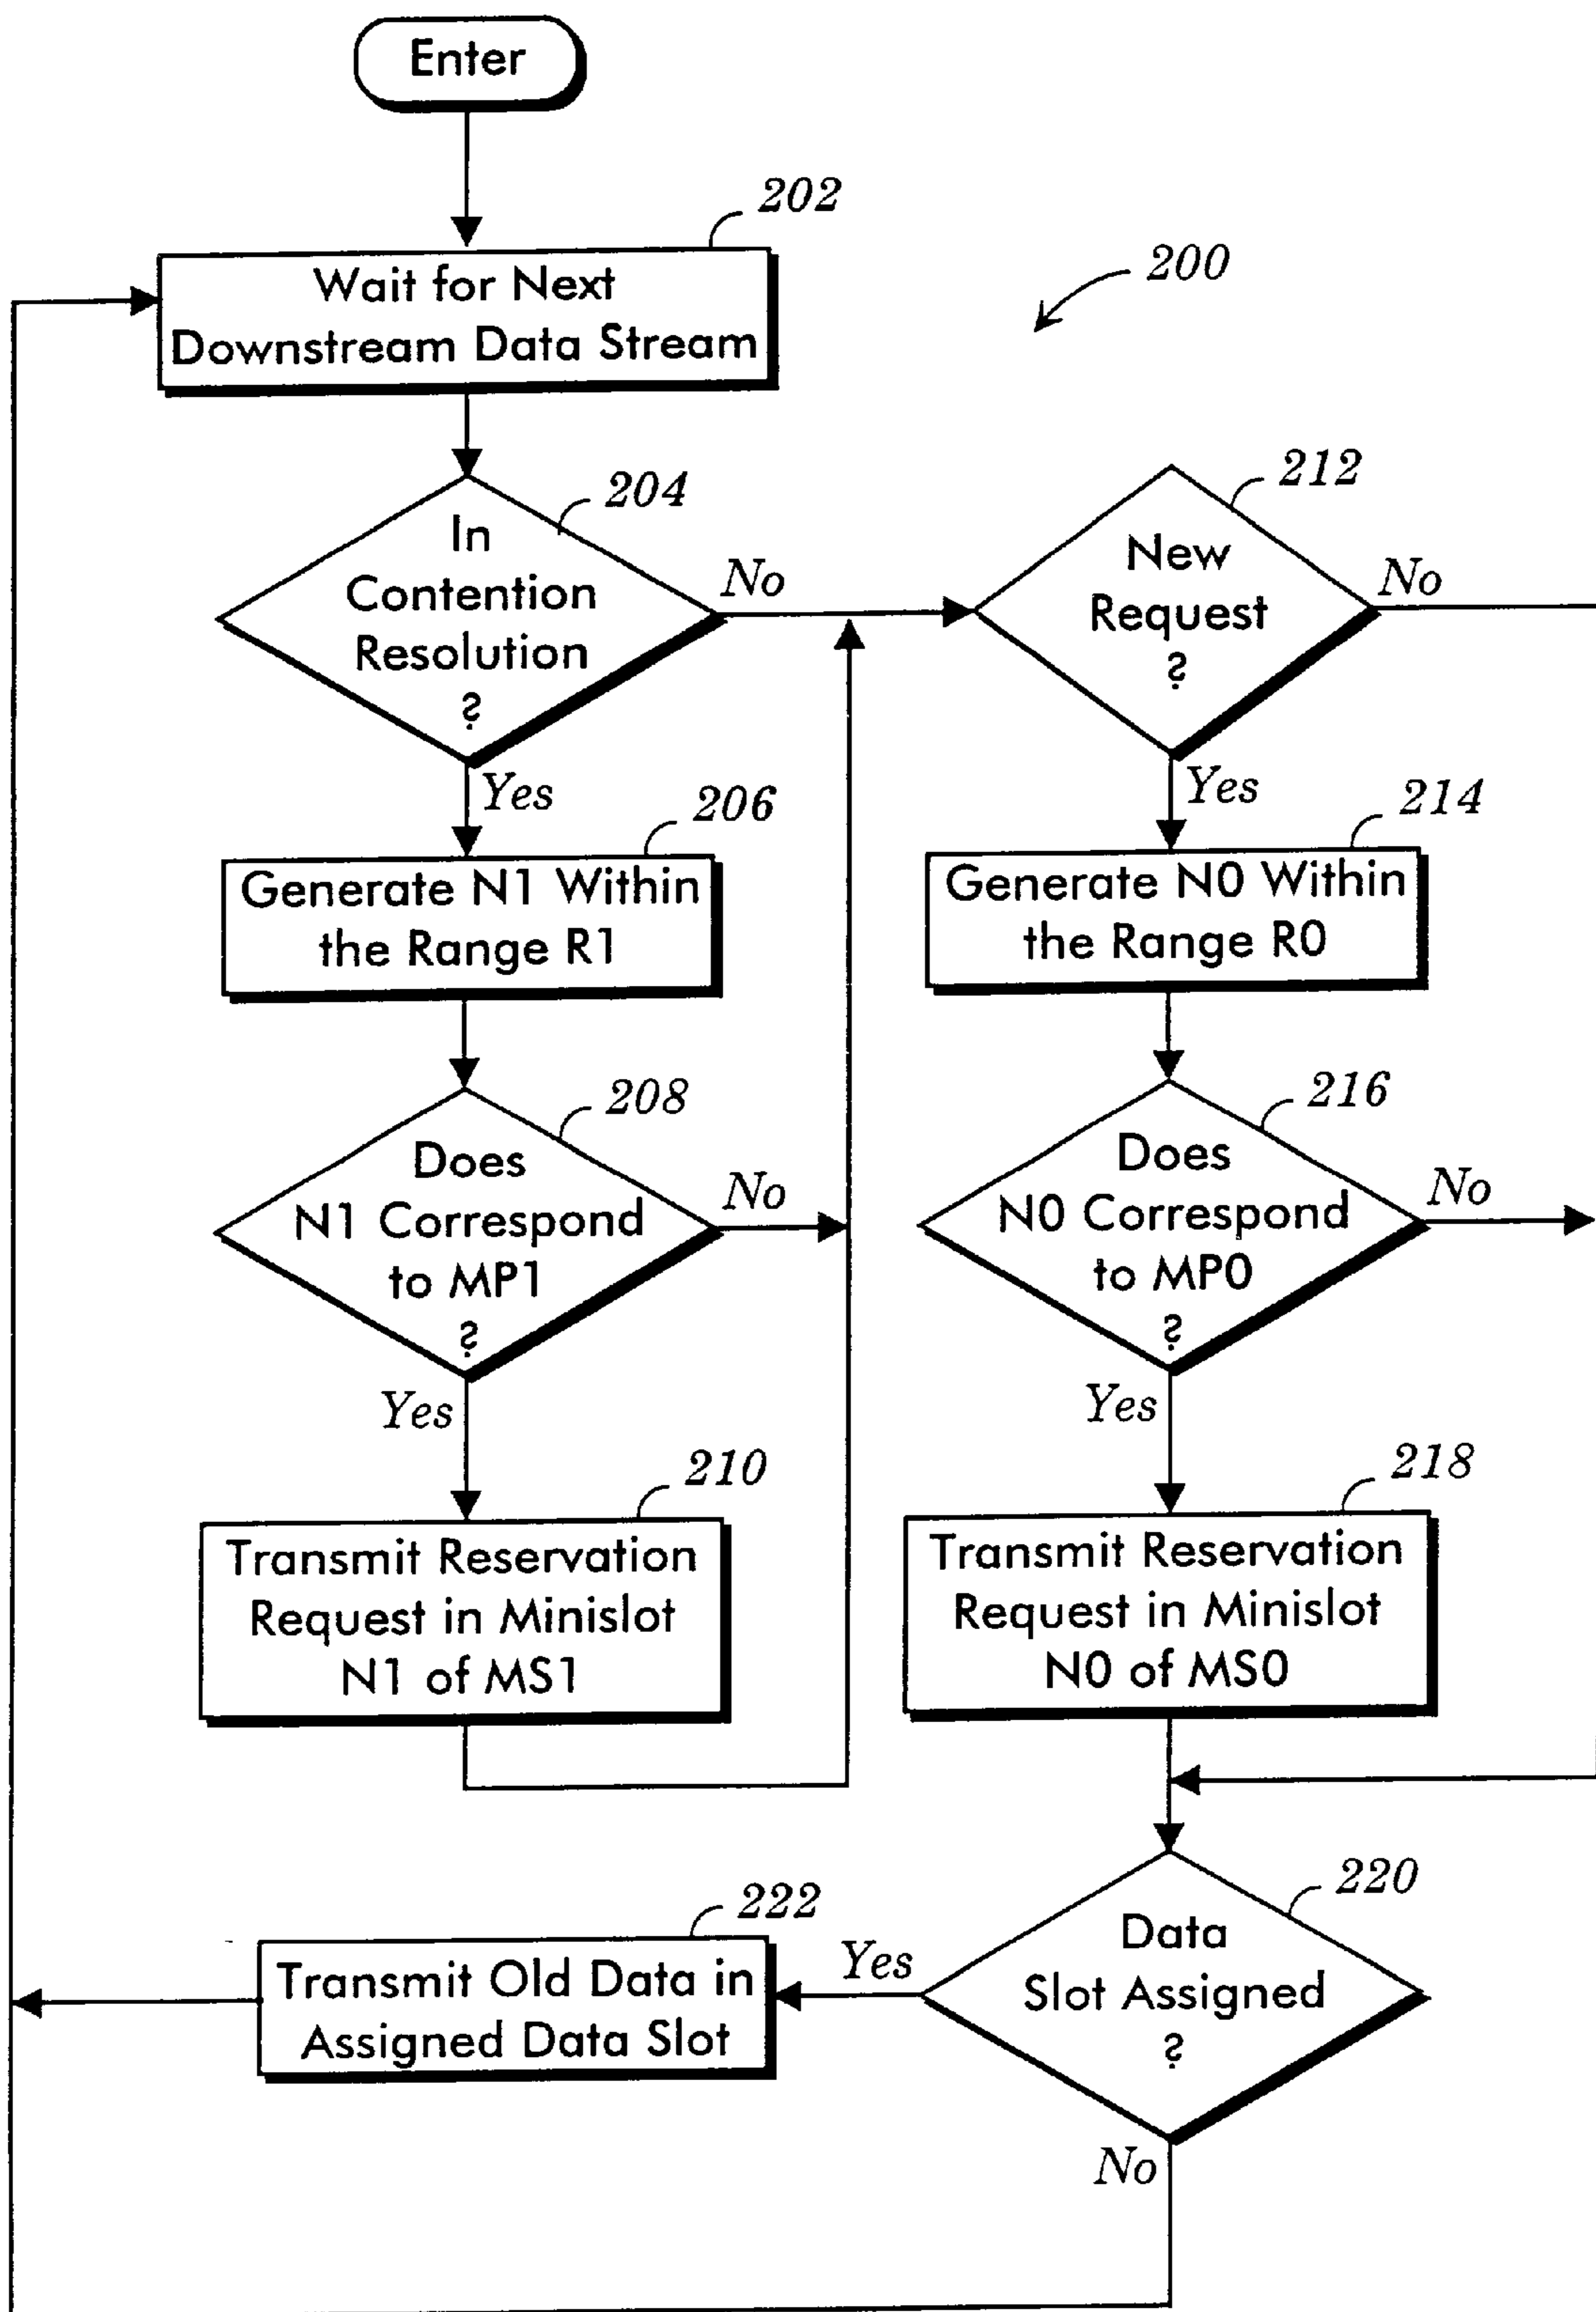 Enter
202
Wait for Next
Downstream Data Stream
200
204
In
Contention
Resolution
?
No
Yes
206
Generate N1 Within
the Range R1
208
Does
N1 Correspond
to MP1
?
No
Yes
210
Transmit Reservation
Request in Minislot
N1 of MS1
212
New
Request
?
No
Yes
214
Generate N0 Within
the Range R0
216
Does
N0 Correspond
to MP0
?
No
Yes
218
Transmit Reservation
Request in Minislot
N0 of MS0
220
Data
Slot Assigned
?
Yes
No
222
Transmit Old Data in
Assigned Data Slot